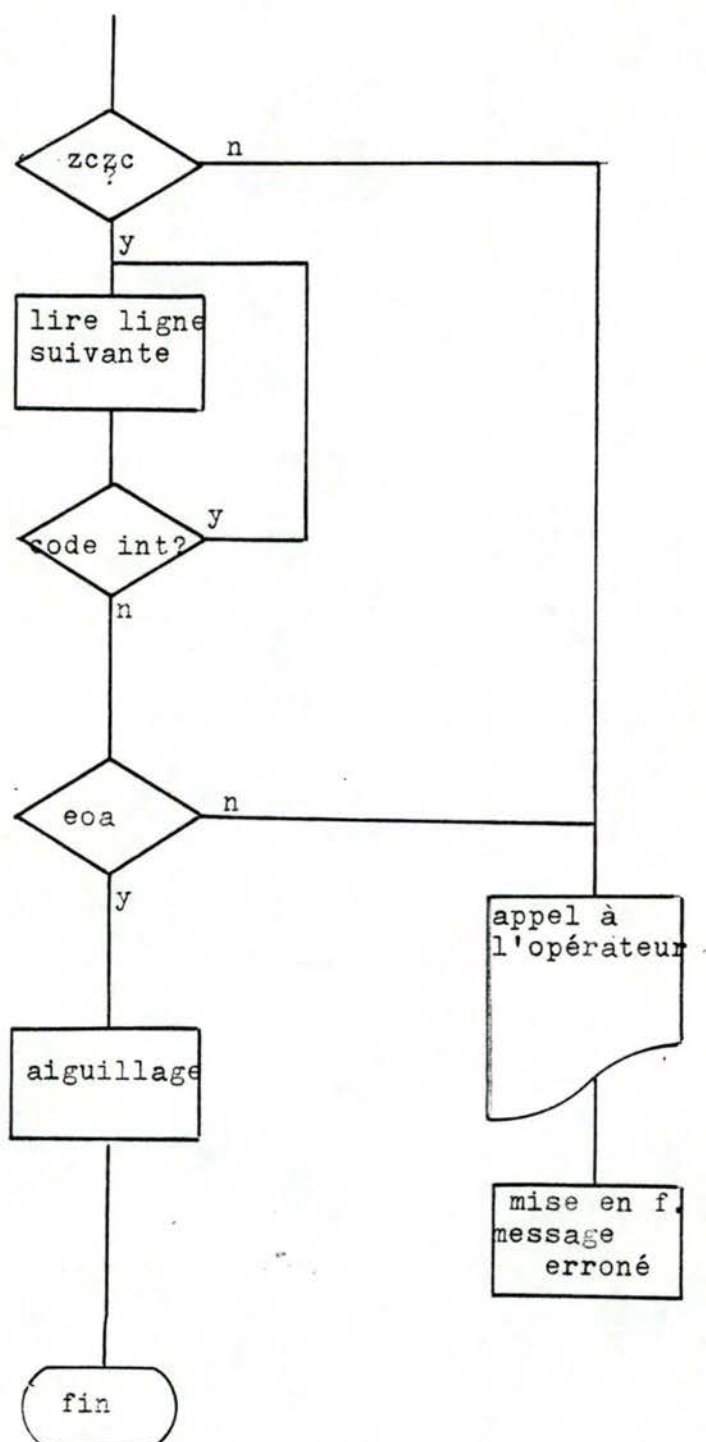 zczc
?
n
y
lire ligne
suivante
code int?
y
n
eoa
n
y
appel à
l'opérateur
aiguillage
mise en f.
message
erroné
fin